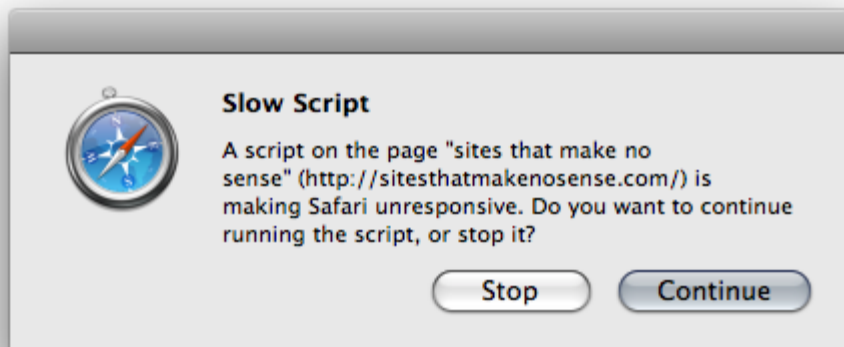 Slow Script
A script on the page "sites that make no
sense" (http://sitesthatmakenosense.com/) is
making Safari unresponsive. Do you want to continue
running the script, or stop it?
Stop Continue